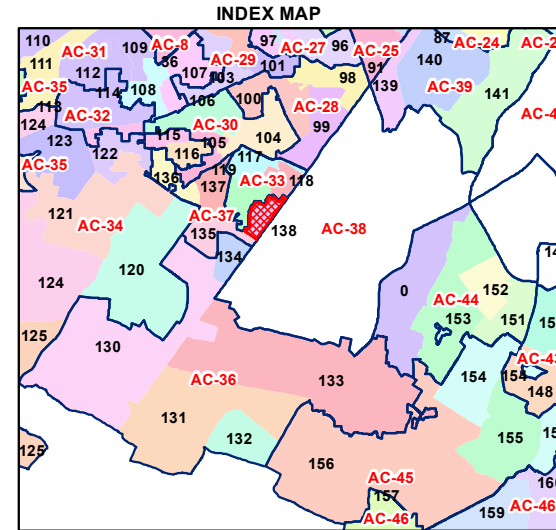 INDEX MAP
110 AC-31 109 AC-8 36 AC-29 97 AC-27 96 AC-25 87 AC-24
111 112 107 103 101 98 91 140
AC-35 114 108 106 100 AC-28 139 AC-39 141
113
124 AC-32 115 AC-30 105 104 99
123 122 116 117
AC-35 136 119 AC-33 118
137
121 AC-34 AC-37 135 138 AC-38
120 134 0 AC-44 152
124 153 151
125 130 154 154
AC-36 133 148
131 132 155
125 156 AC-45
157
AC-46 159